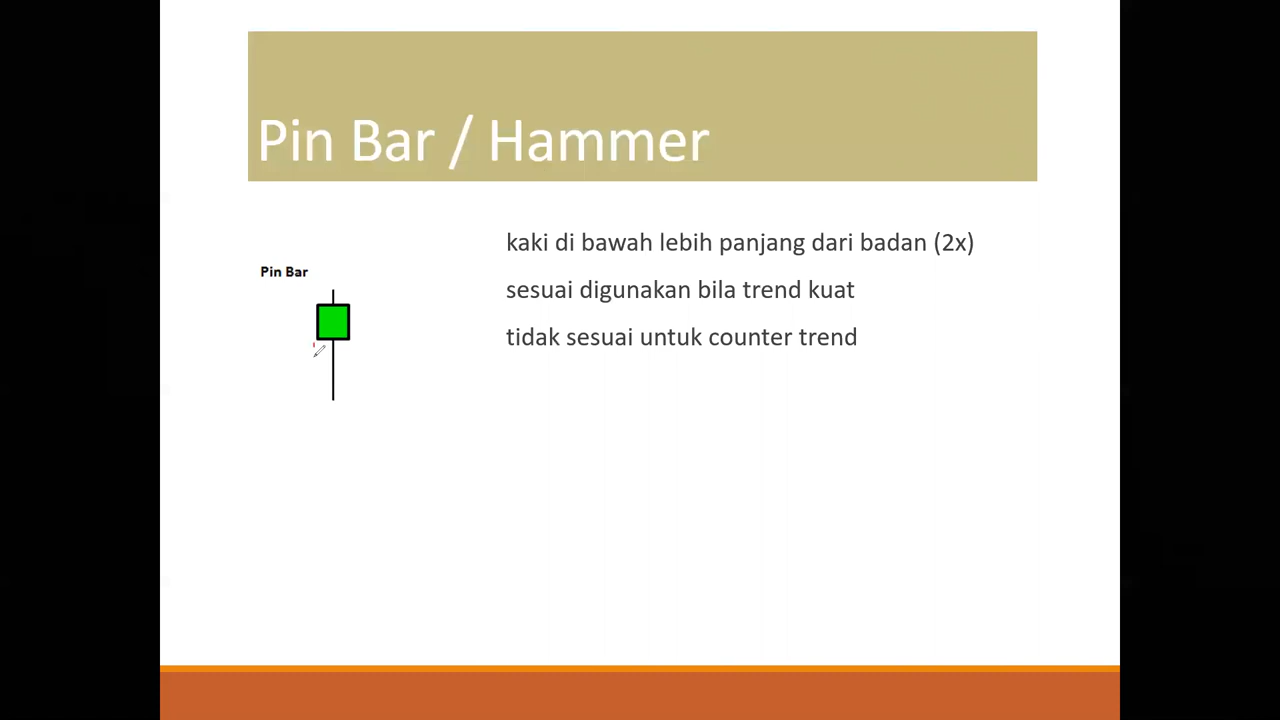 Pin Bar / Hammer
kaki di bawah lebih panjang dari badan (2x)
Pin Bar
sesuai digunakan bila trend kuat
tidak sesuai untuk counter trend